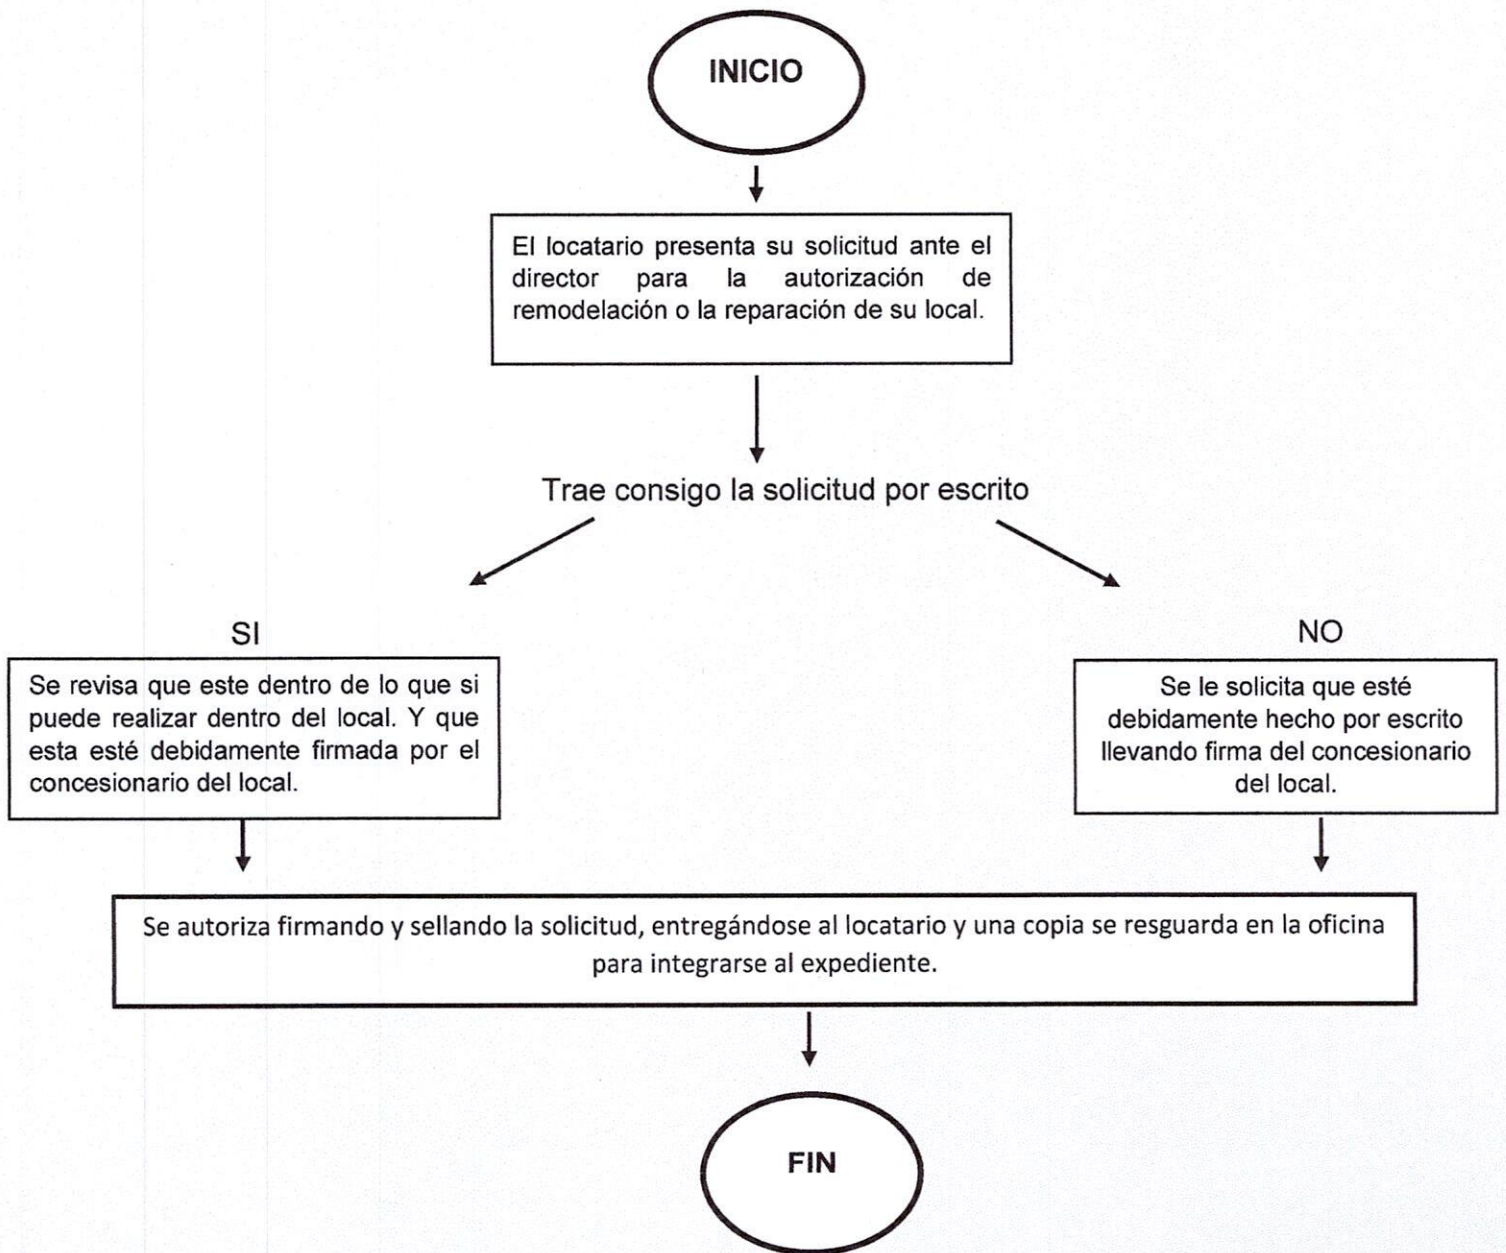 INICIO
El locatario presenta su solicitud ante el
director para la autorización de
remodelación o la reparación de su local.
Trae consigo la solicitud por escrito
SI
Se revisa que este dentro de lo que si
puede realizar dentro del local. Y que
esta esté debidamente firmada por el
concesionario del local.
NO
Se le solicita que esté
debidamente hecho por escrito
llevando firma del concesionario
del local.
Se autoriza firmando y sellando la solicitud, entregándose al locatario y una copia se resguarda en la oficina
para integrarse al expediente.
FIN